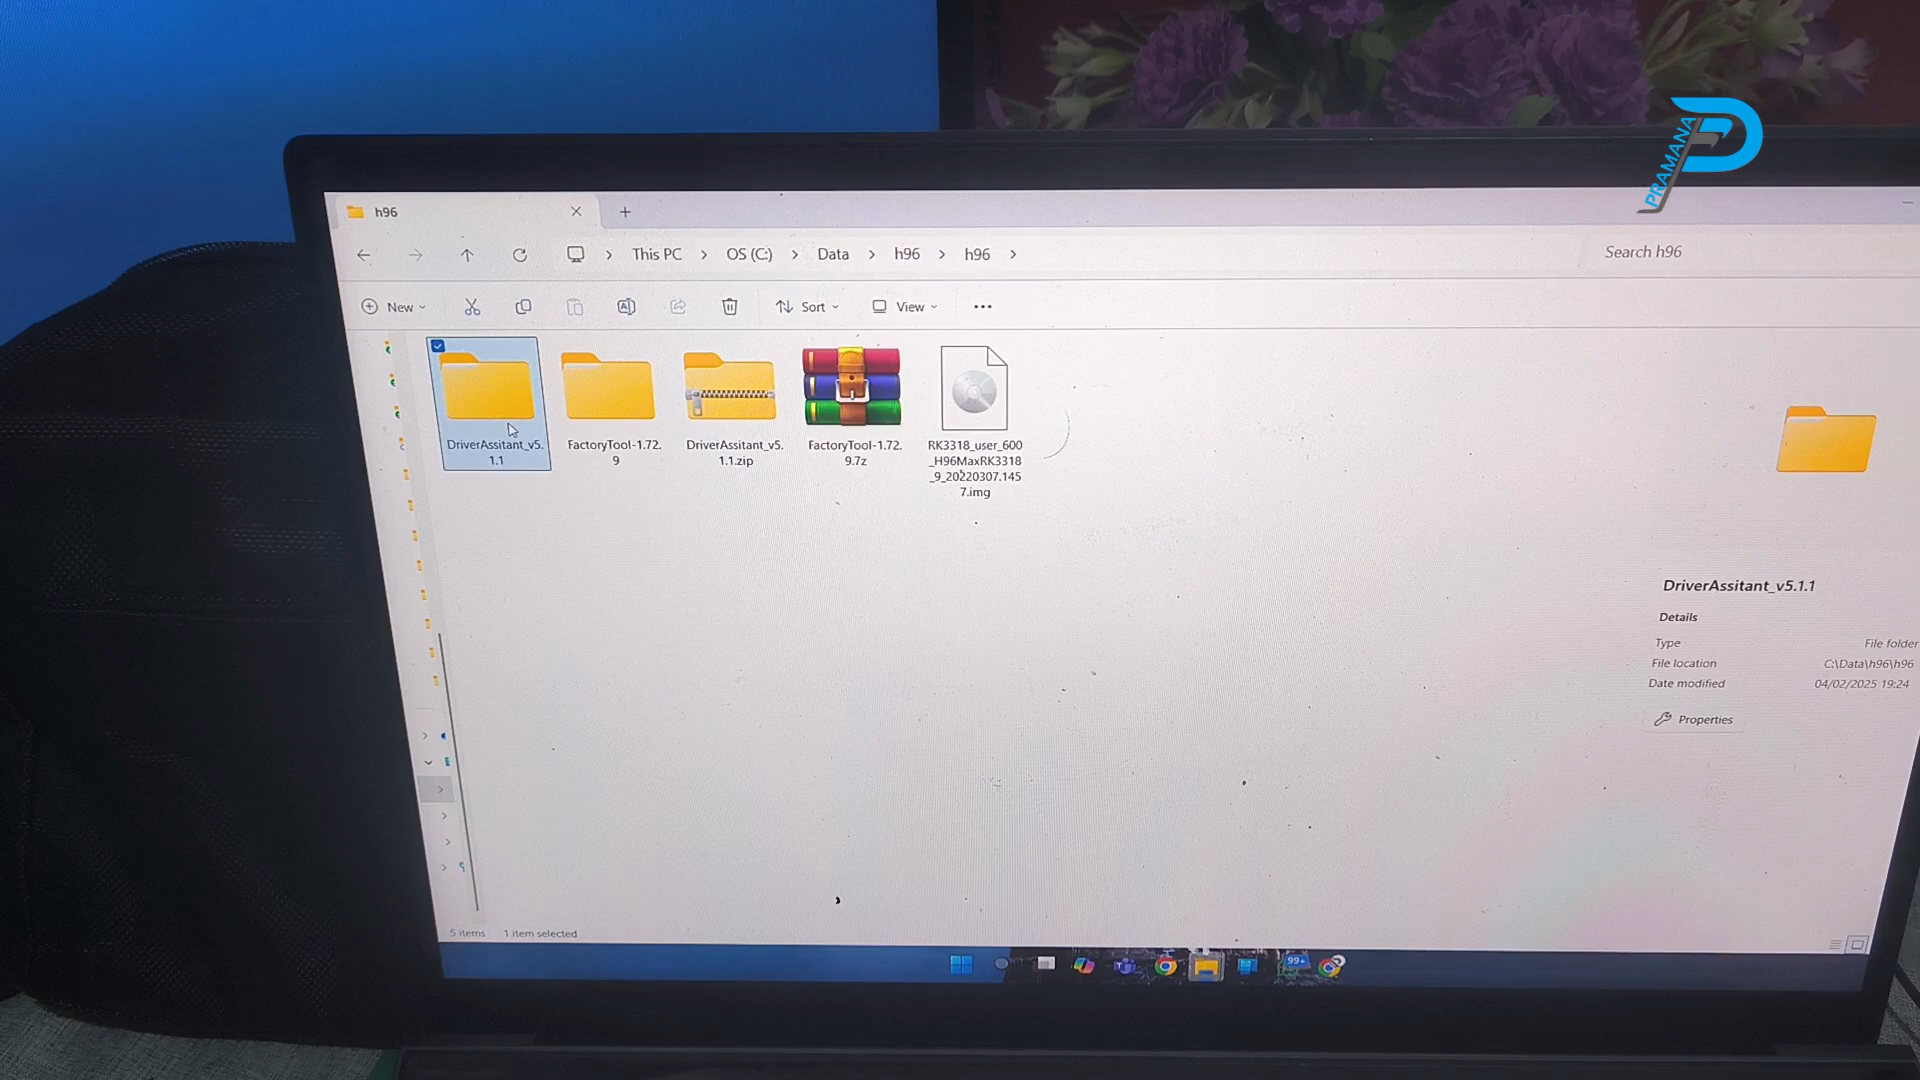 PRAMANA
h96
This PC
OS (C:)
Data
h96
h96
Search h96
New
Sort
View
DriverAssitant_v5.
1.1
FactoryTool-1.72.
9
DriverAssitant_v5.
1.1.zip
FactoryTool-1.72.
9.7z
RK3318_user_600
_H96MaxRK3318
_9_20220307.145
7.img
DriverAssitant_v5.1.1
Details
Type File folder
File location C:\Data\h96\h96
Date modified 04/02/2025 19:24
Properties
5 items 1 item selected
99+